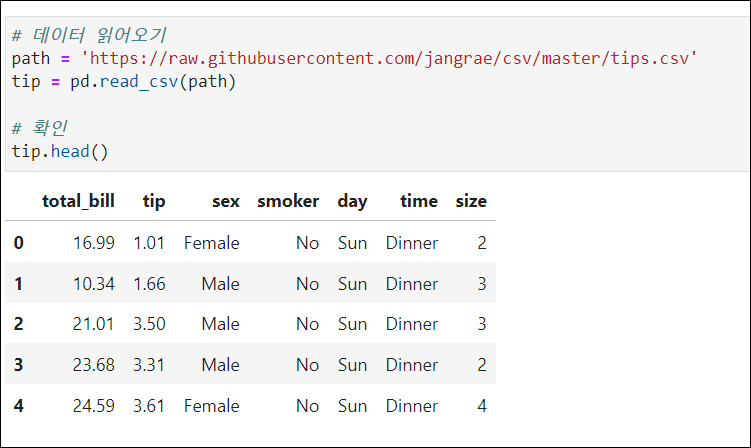 # 데이터 읽어오기
path = 'https://raw.githubusercontent.com/jangrae/csv/master/tips.csv'
tip = pd.read_csv(path)
# 확인
tip.head()
total_bill tip sex smoker day time size
0 16.99 1.01 Female No Sun Dinner 2
1 10.34 1.66 Male No Sun Dinner 3
2 21.01 3.50 Male No Sun Dinner 3
3 23.68 3.31 Male No Sun Dinner 2
4 24.59 3.61 Female No Sun Dinner 4